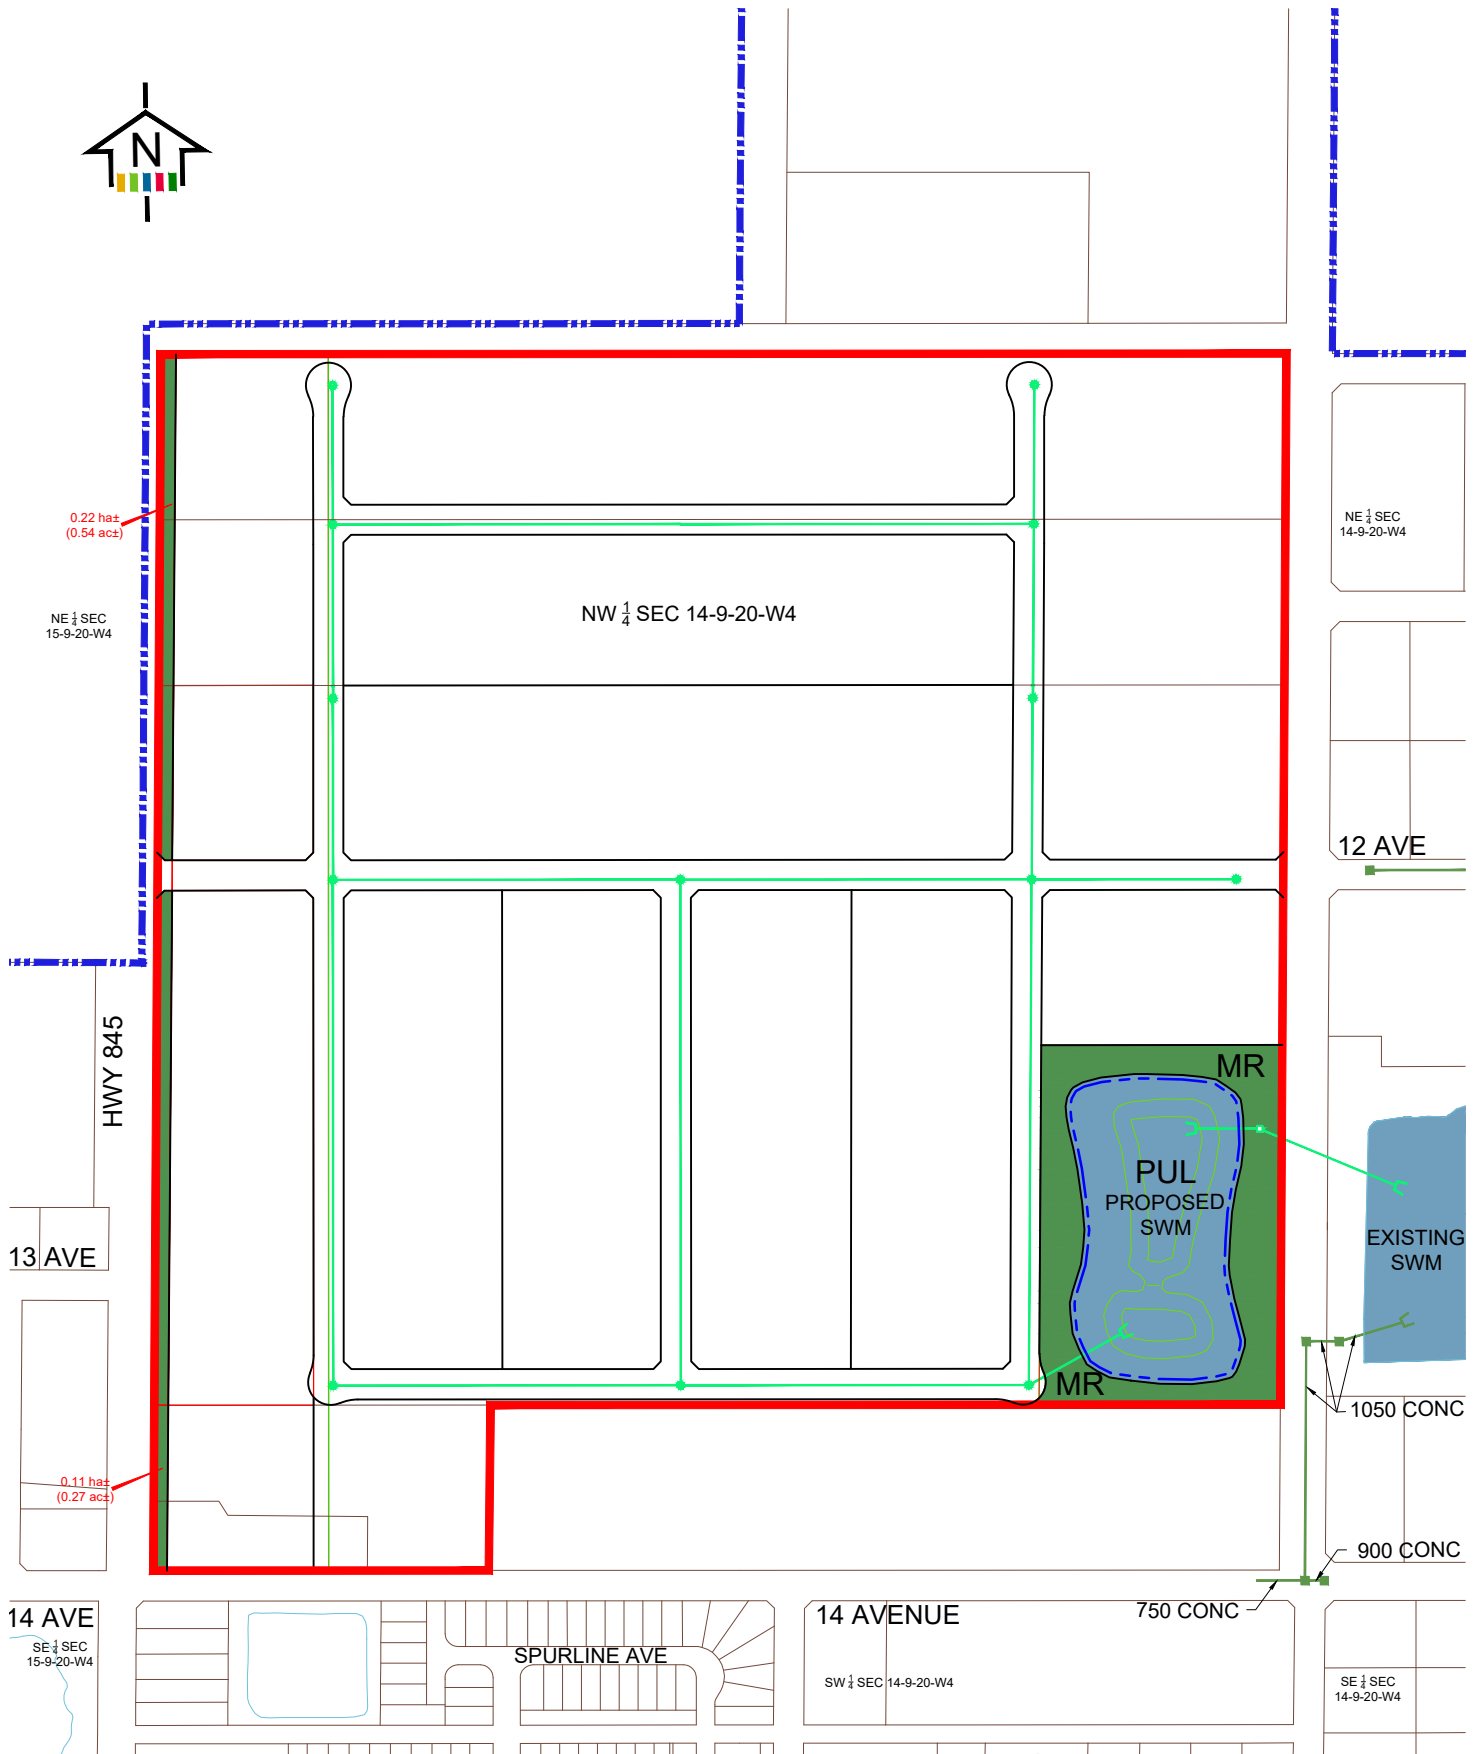 N
0.22 ha±
(0.54 ac±)
NE 1/4 SEC
14-9-20-W4
NW 1/4 SEC 14-9-20-W4
NE 1/4 SEC
15-9-20-W4
12 AVE
HWY 845
MR
PUL
PROPOSED
SWM
EXISTING
SWM
13 AVE
MR
1050 CONC
0.11 ha±
(0.27 ac±)
900 CONC
750 CONC
14 AVE
14 AVENUE
SE 1/4 SEC
15-9-20-W4
SPURLINE AVE
SW 1/4 SEC 14-9-20-W4
SE 1/4 SEC
14-9-20-W4